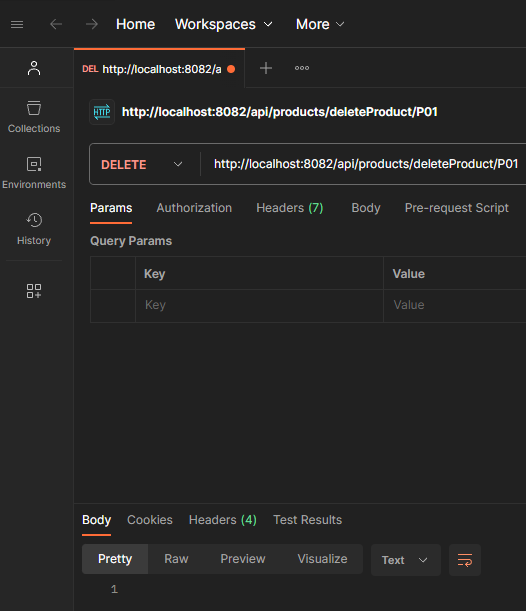 Home Workspaces More
DEL http://localhost:8082/a
HTTP http://localhost:8082/api/products/deleteProduct/P01
Collections
Environments
History
DELETE http://localhost:8082/api/products/deleteProduct/P01
Params Authorization Headers (7) Body Pre-request Script
Query Params
Key Value
Key Value
Body Cookies Headers (4) Test Results
Pretty Raw Preview Visualize Text
1